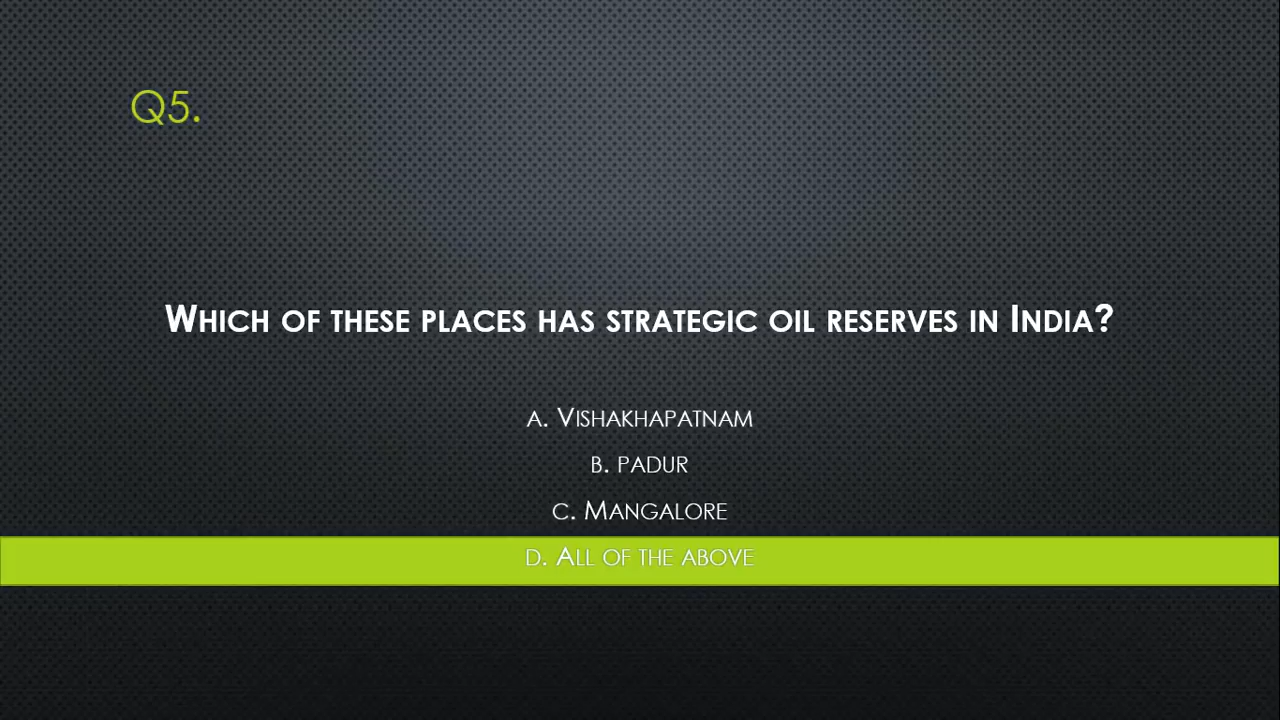 Q5.
Which of these places has strategic oil reserves in India?
a. Vishakhapatnam
b. padur
c. Mangalore
d. All of the above